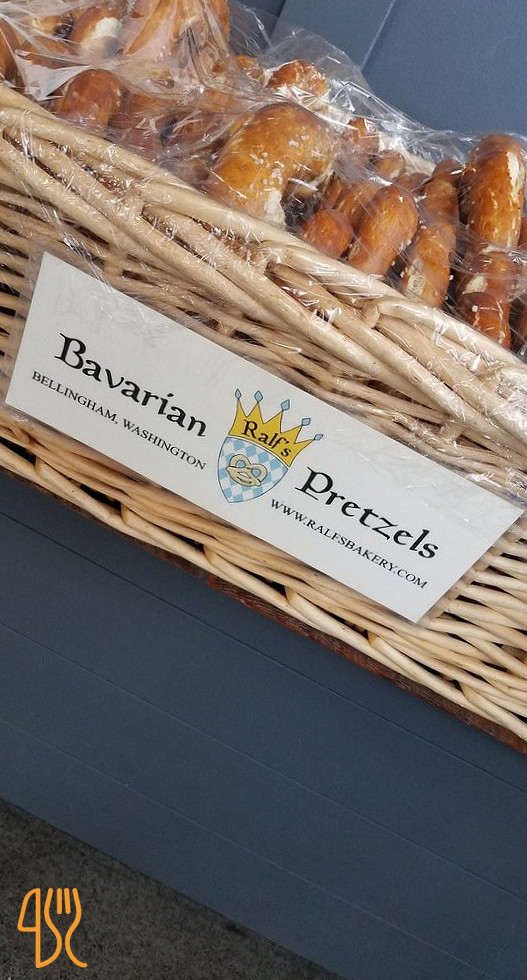 Bavarian
BELLINGHAM, WASHINGTON
Ralf's
Pretzels
WWW.RALFSBAKERY.COM